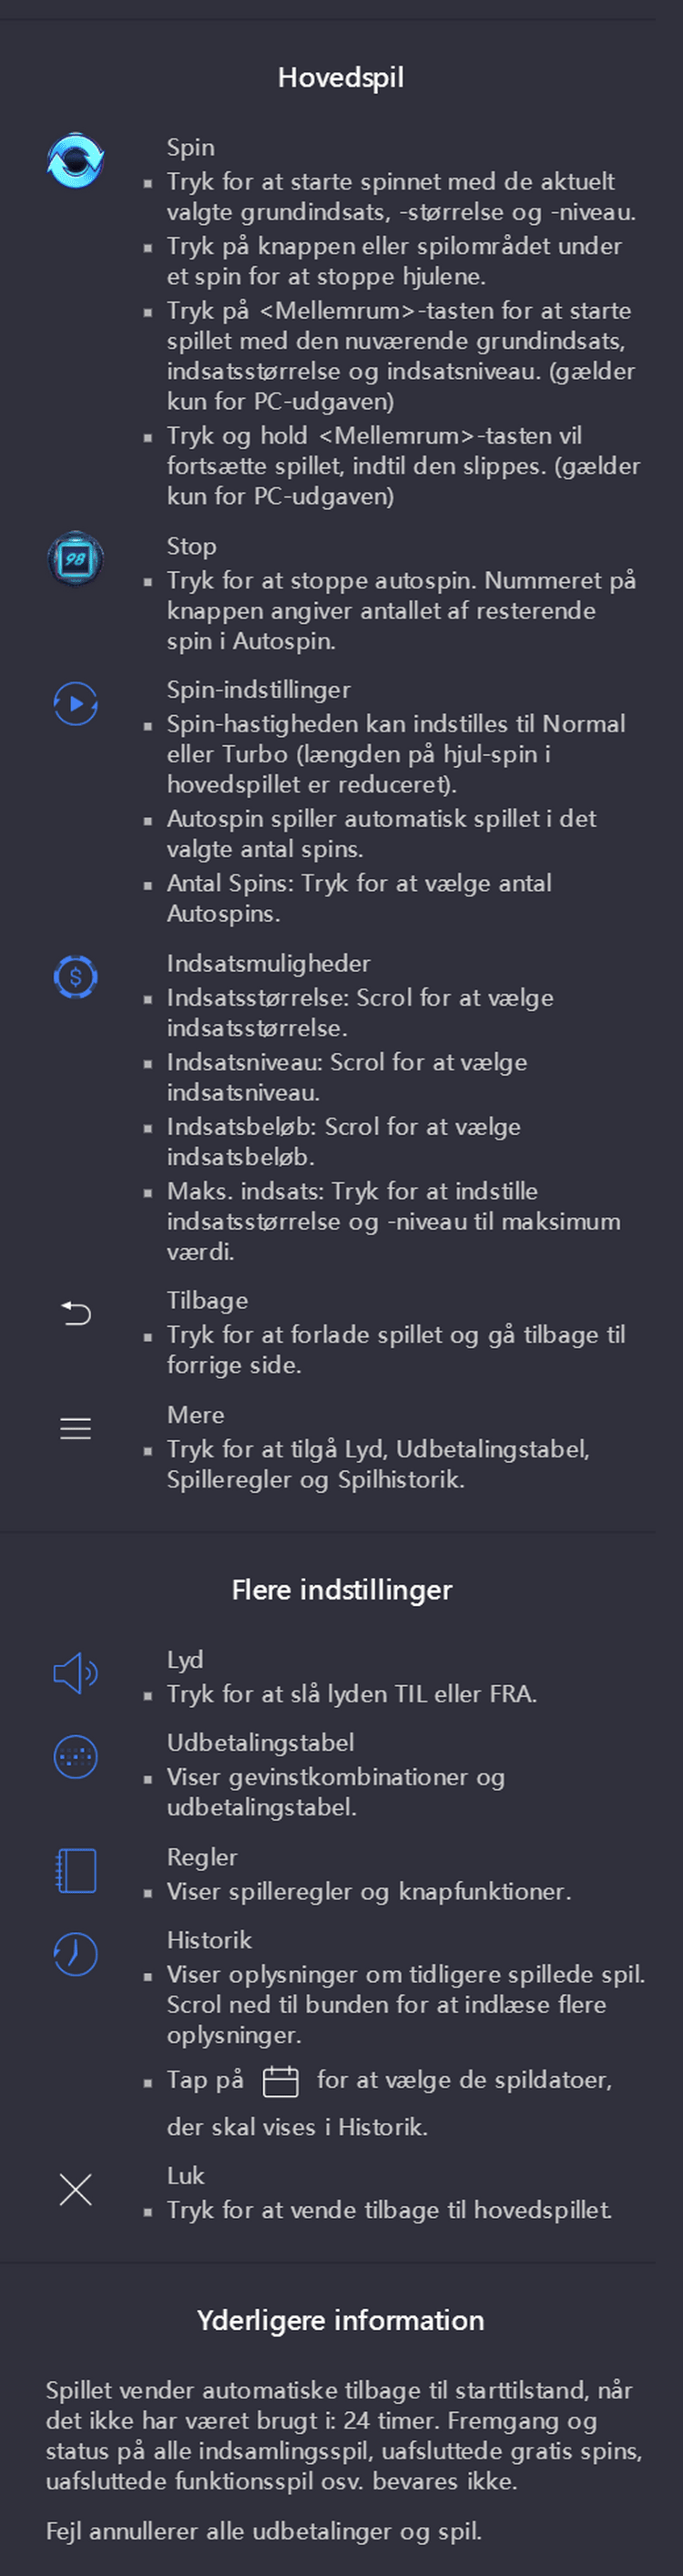 Hovedspil
Spin
Tryk for at starte spinnet med de aktuelt
valgte grundindsats, -størrelse og -niveau.
Tryk på knappen eller spilområdet under
et spin for at stoppe hjulene.
Tryk på <Mellemrum>-tasten for at starte
spillet med den nuværende grundindsats,
indsatsstørrelse og indsatsniveau. (gælder
kun for PC-udgaven)
Tryk og hold <Mellemrum>-tasten vil
fortsætte spillet, indtil den slippes. (gælder
kun for PC-udgaven)
98
Stop
Tryk for at stoppe autospin. Nummeret på
knappen angiver antallet af resterende
spin i Autospin.
Spin-indstillinger
Spin-hastigheden kan indstilles til Normal
eller Turbo (længden på hjul-spin i
hovedspillet er reduceret).
Autospin spiller automatisk spillet i det
valgte antal spins.
Antal Spins: Tryk for at vælge antal
Autospins.
$
Indsatsmuligheder
Indsatsstørrelse: Scrol for at vælge
indsatsstørrelse.
Indsatsniveau: Scrol for at vælge
indsatsniveau.
Indsatsbeløb: Scrol for at vælge
indsatsbeløb.
Maks. indsats: Tryk for at indstille
indsatsstørrelse og -niveau til maksimum
værdi.
Tilbage
Tryk for at forlade spillet og gå tilbage til
forrige side.
Mere
Tryk for at tilgå Lyd, Udbetalingstabel,
Spilleregler og Spilhistorik.
Flere indstillinger
Lyd
Tryk for at slå lyden TIL eller FRA.
Udbetalingstabel
Viser gevinstkombinationer og
udbetalingstabel.
Regler
Viser spilleregler og knapfunktioner.
Historik
Viser oplysninger om tidligere spillede spil.
Scrol ned til bunden for at indlæse flere
oplysninger.
Tap på for at vælge de spildatoer,
der skal vises i Historik.
Luk
Tryk for at vende tilbage til hovedspillet.
Yderligere information
Spillet vender automatiske tilbage til starttilstand, når
det ikke har været brugt i: 24 timer. Fremgang og
status på alle indsamlingsspil, uafsluttede gratis spins,
uafsluttede funktionsspil osv. bevares ikke.
Fejl annullerer alle udbetalinger og spil.